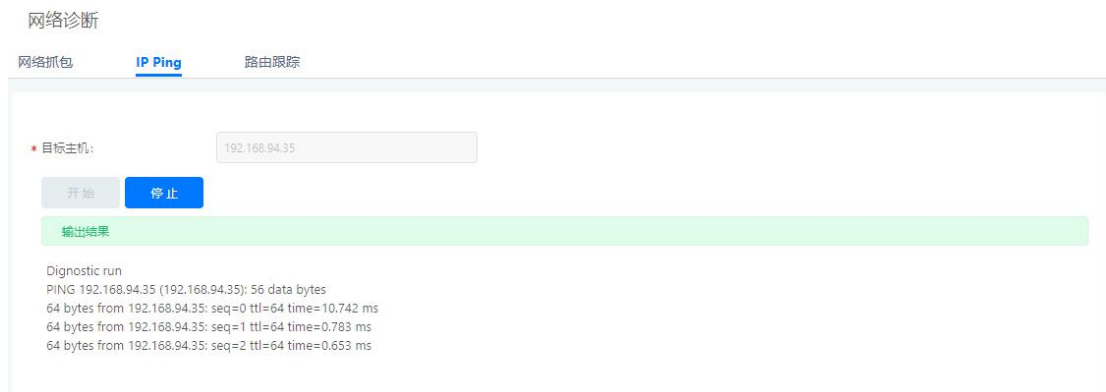 网络诊断
网络抓包 IP Ping 路由跟踪
* 目标主机: 192.168.94.35
开始 停止
输出结果
Dignostic run
PING 192.168.94.35 (192.168.94.35): 56 data bytes
64 bytes from 192.168.94.35: seq=0 ttl=64 time=10.742 ms
64 bytes from 192.168.94.35: seq=1 ttl=64 time=0.783 ms
64 bytes from 192.168.94.35: seq=2 ttl=64 time=0.653 ms